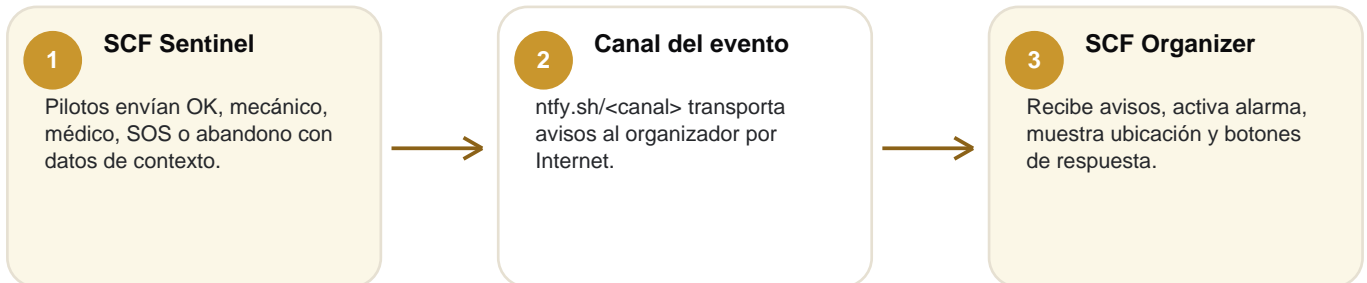 1
SCF Sentinel
Pilotos envían OK, mecánico,
médico, SOS o abandono con
datos de contexto.
2
Canal del evento
ntfy.sh/<canal> transporta
avisos al organizador por
Internet.
3
SCF Organizer
Recibe avisos, activa alarma,
muestra ubicación y botones
de respuesta.